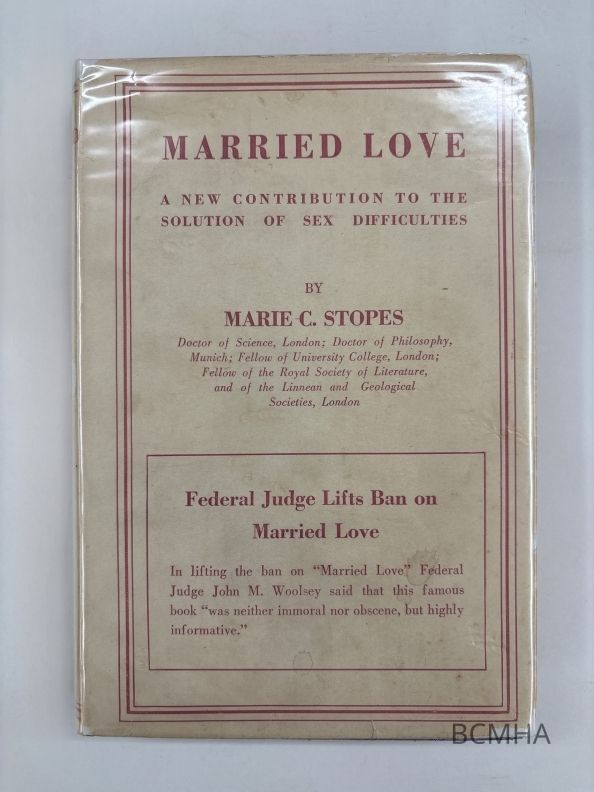 MARRIED LOVE
A NEW CONTRIBUTION TO THE
SOLUTION OF SEX DIFFICULTIES
BY
MARIE C. STOPES
Doctor of Science, London; Doctor of Philosophy,
Munich; Fellow of University College, London;
Fellow of the Royal Society of Literature,
and of the Linnean and Geological
Societies, London
Federal Judge Lifts Ban on
Married Love
In lifting the ban on “Married Love” Federal
Judge John M. Woolsey said that this famous
book “was neither immoral nor obscene, but highly
informative.”
BCMHA